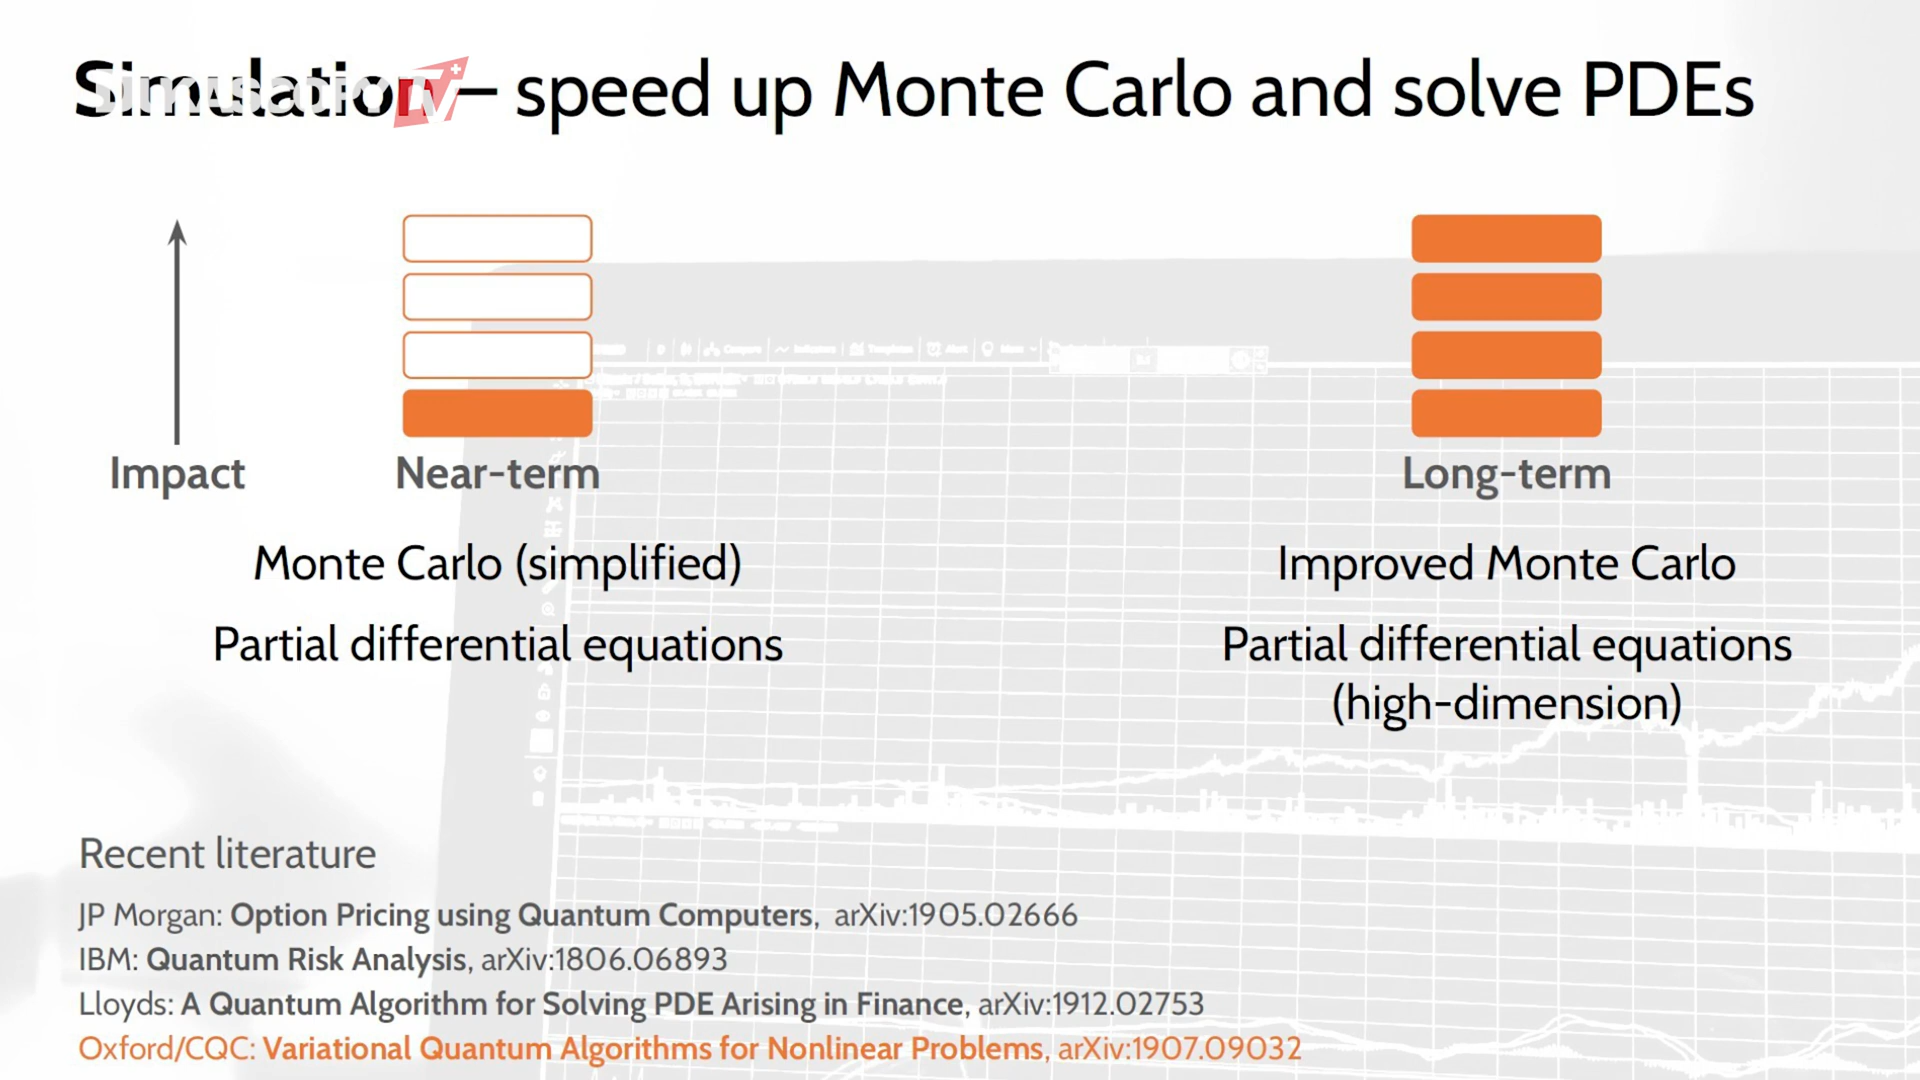 Simulation – speed up Monte Carlo and solve PDEs
Impact
Near-term
Long-term
Monte Carlo (simplified)
Partial differential equations
Improved Monte Carlo
Partial differential equations
(high-dimension)
Recent literature
JP Morgan: Option Pricing using Quantum Computers, arXiv:1905.02666
IBM: Quantum Risk Analysis, arXiv:1806.06893
Lloyds: A Quantum Algorithm for Solving PDE Arising in Finance, arXiv:1912.02753
Oxford/CQC: Variational Quantum Algorithms for Nonlinear Problems, arXiv:1907.09032